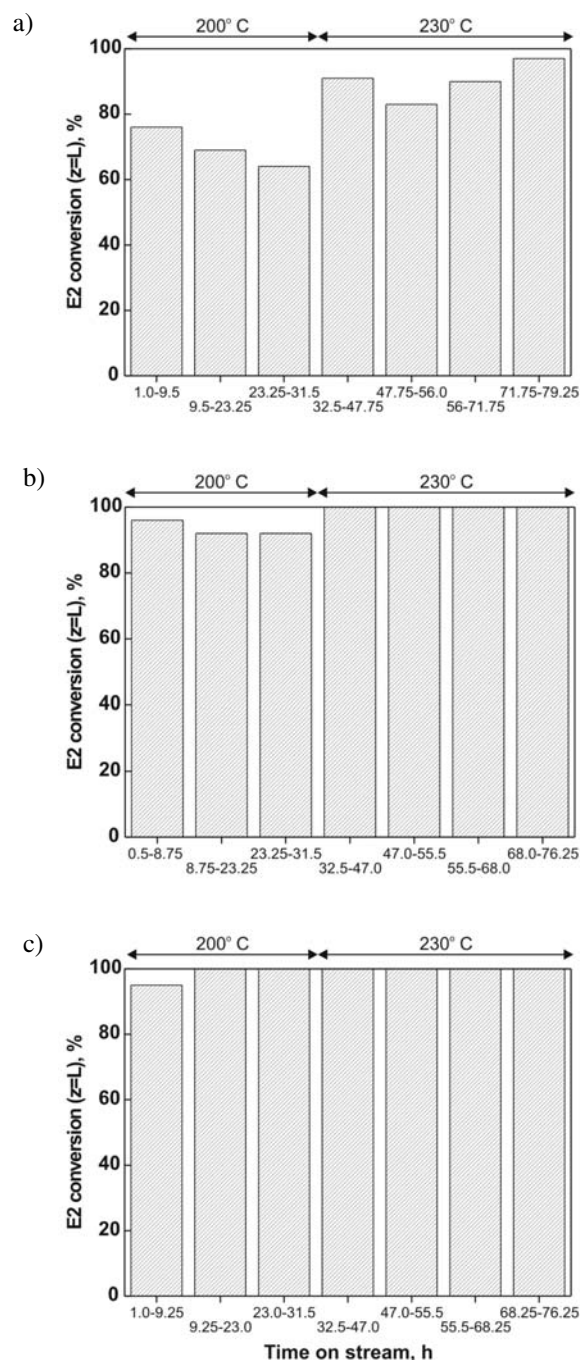 a)
200° C 230° C
100
80
60
40
20
0
E2 conversion (z=L), %
1.0-9.5 23.25-31.5 47.75-56.0 71.75-79.25
9.5-23.25 32.5-47.75 56-71.75
b)
200° C 230° C
100
80
60
40
20
0
E2 conversion (z=L), %
0.5-8.75 23.25-31.5 47.0-55.5 68.0-76.25
8.75-23.25 32.5-47.0 55.5-68.0
c)
200° C 230° C
100
80
60
40
20
0
E2 conversion (z=L), %
1.0-9.25 23.0-31.5 47.0-55.5 68.25-76.25
9.25-23.0 32.5-47.0 55.5-68.25
Time on stream, h